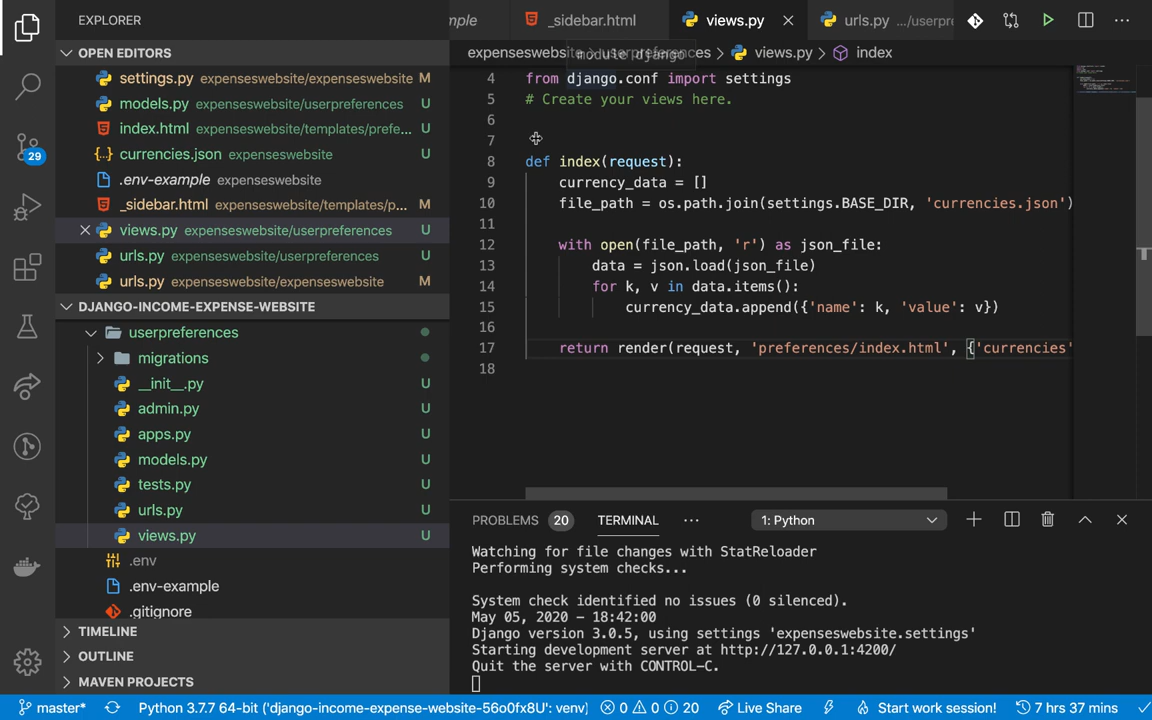 EXPLORER
OPEN EDITORS
settings.py expenseswebsite/expenseswebsite M
models.py expenseswebsite/userpreferences U
index.html expenseswebsite/templates/prefe... U
currencies.json expenseswebsite U
.env-example expenseswebsite
_sidebar.html expenseswebsite/templates/p... M
views.py expenseswebsite/userpreferences U
urls.py expenseswebsite/userpreferences U
urls.py expenseswebsite/expenseswebsite M
DJANGO-INCOME-EXPENSE-WEBSITE
userpreferences
migrations
__init__.py U
admin.py U
apps.py U
models.py U
tests.py U
urls.py U
views.py U
.env
.env-example
.gitignore
TIMELINE
OUTLINE
MAVEN PROJECTS
29
mple _sidebar.html views.py urls.py .../userpre
expenseswebsite > userpreferences > views.py > index
module django
4 from django.conf import settings
5 # Create your views here.
6
7
8 def index(request):
9 currency_data = []
10 file_path = os.path.join(settings.BASE_DIR, 'currencies.json')
11
12 with open(file_path, 'r') as json_file:
13 data = json.load(json_file)
14 for k, v in data.items():
15 currency_data.append({'name': k, 'value': v})
16
17 return render(request, 'preferences/index.html', {'currencies'
18
PROBLEMS 20 TERMINAL ... 1: Python
Watching for file changes with StatReloader
Performing system checks...
System check identified no issues (0 silenced).
May 05, 2020 - 18:42:00
Django version 3.0.5, using settings 'expenseswebsite.settings'
Starting development server at http://127.0.0.1:4200/
Quit the server with CONTROL-C.
master* Python 3.7.7 64-bit ('django-income-expense-website-56o0fx8U': venv) 0 0 20 Live Share Start work session! 7 hrs 37 mins